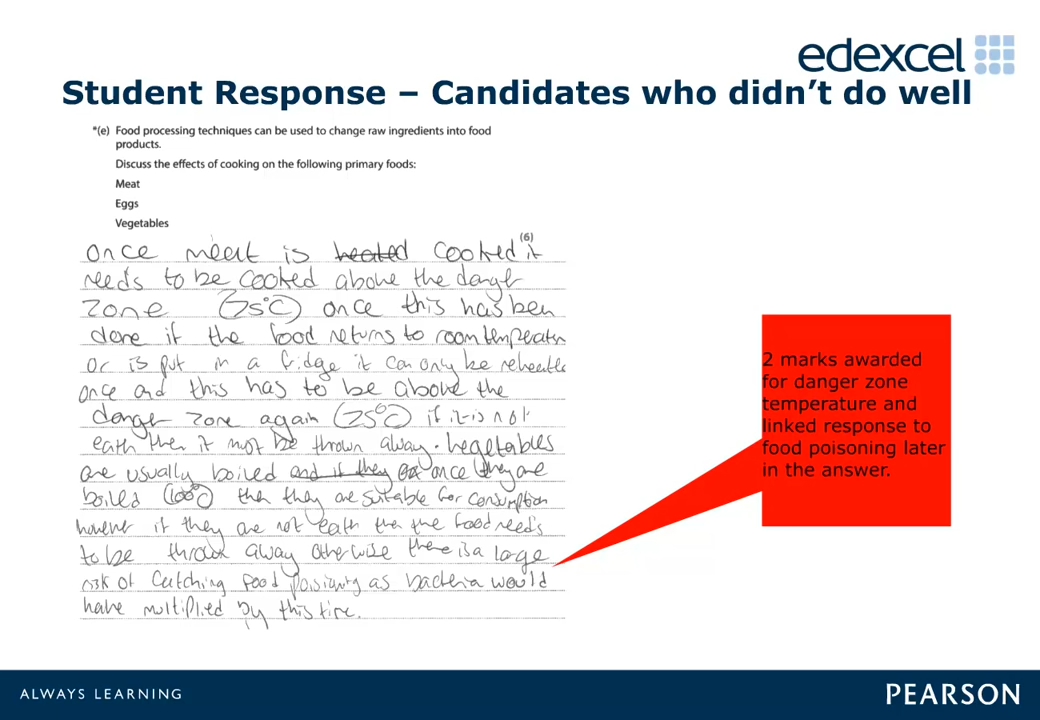 edexcel
Student Response – Candidates who didn't do well
*(e) Food processing techniques can be used to change raw ingredients into food
products.
Discuss the effects of cooking on the following primary foods:
Meat
Eggs
Vegetables
(6)
once meat is heated cooked it
needs to be cooked above the danger
zone (75°C) once this has been
done if the food returns to room temperature
or is put in a fridge it can only be reheated
once and this has to be above the
danger zone again (75°C) if it is not
eath then it must be thrown away. Vegetables
are usually boiled and if they once they are
boiled (100°C) then they are suitable for consumption
however if they are not eath then the food needs
to be thrown away otherwise there is a large
risk of Catching food poisioning as bacteria would
have multiplied by this time.
2 marks awarded
for danger zone
temperature and
linked response to
food poisoning later
in the answer.
ALWAYS LEARNING
PEARSON